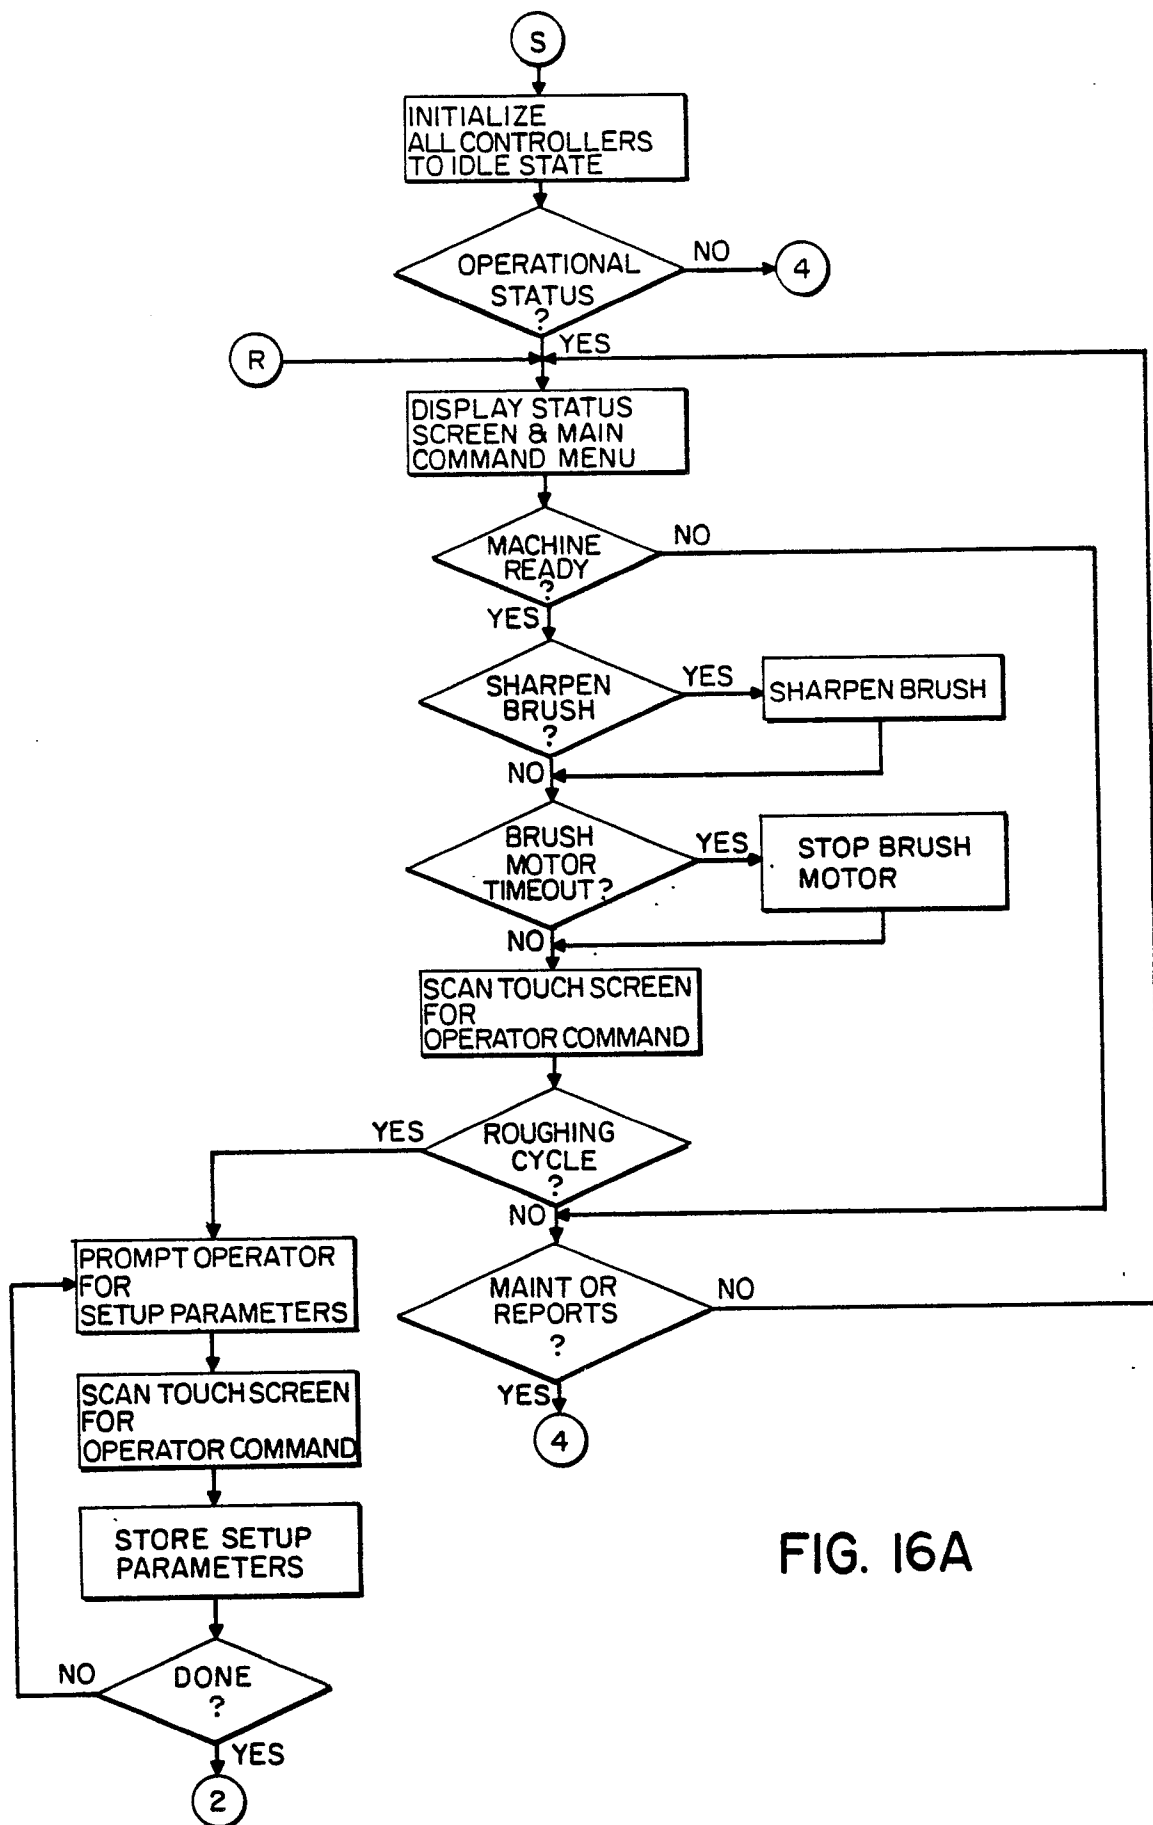 S
INITIALIZE
ALL CONTROLLERS
TO IDLE STATE
OPERATIONAL
STATUS
?
NO
4
YES
R
DISPLAY STATUS
SCREEN & MAIN
COMMAND MENU
MACHINE
READY
?
NO
YES
SHARPEN
BRUSH
?
YES
SHARPEN BRUSH
NO
BRUSH
MOTOR
TIMEOUT?
YES
STOP BRUSH
MOTOR
NO
SCAN TOUCH SCREEN
FOR
OPERATOR COMMAND
ROUGHING
CYCLE
?
YES
NO
PROMPT OPERATOR
FOR
SETUP PARAMETERS
MAINT OR
REPORTS
?
NO
YES
4
SCAN TOUCH SCREEN
FOR
OPERATOR COMMAND
STORE SETUP
PARAMETERS
DONE
?
NO
YES
2
FIG. 16A